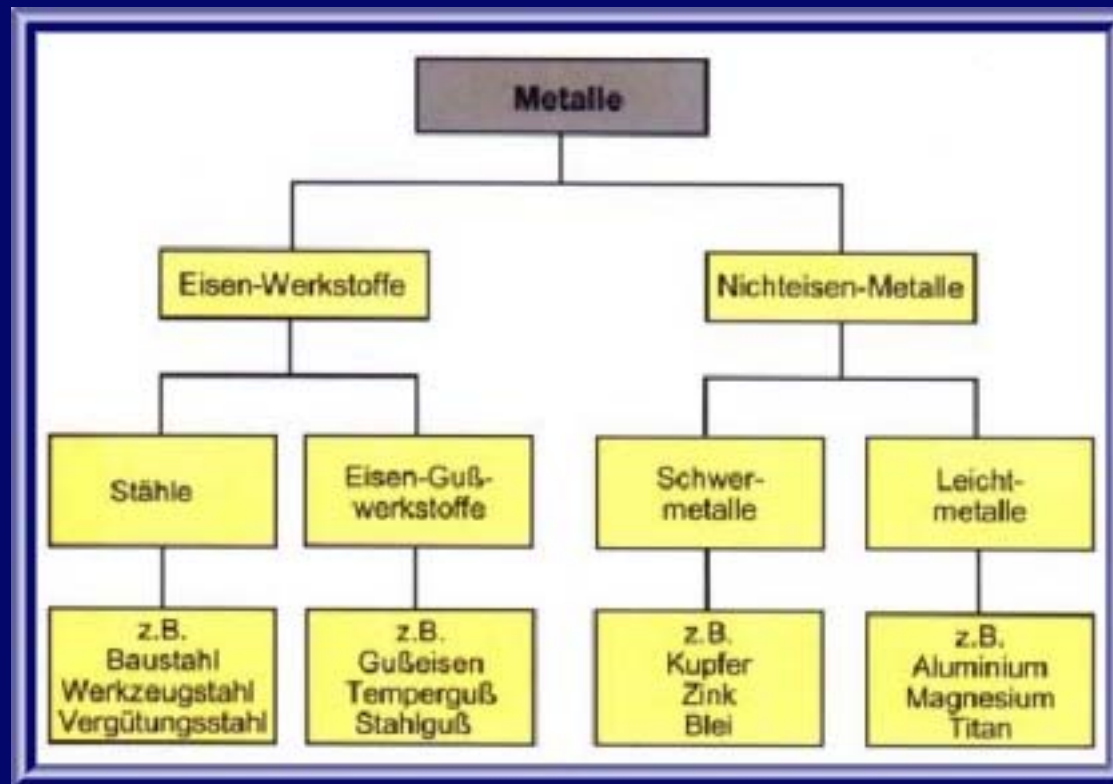 Metalle
Eisen-Werkstoffe
Nichteisen-Metalle
Stähle
Eisen-Guß-
werkstoffe
Schwer-
metalle
Leicht-
metalle
z.B.
Baustahl
Werkzeugstahl
Vergütungsstahl
z.B.
Gußeisen
Temperguß
Stahlguß
z.B.
Kupfer
Zink
Blei
z.B.
Aluminium
Magnesium
Titan